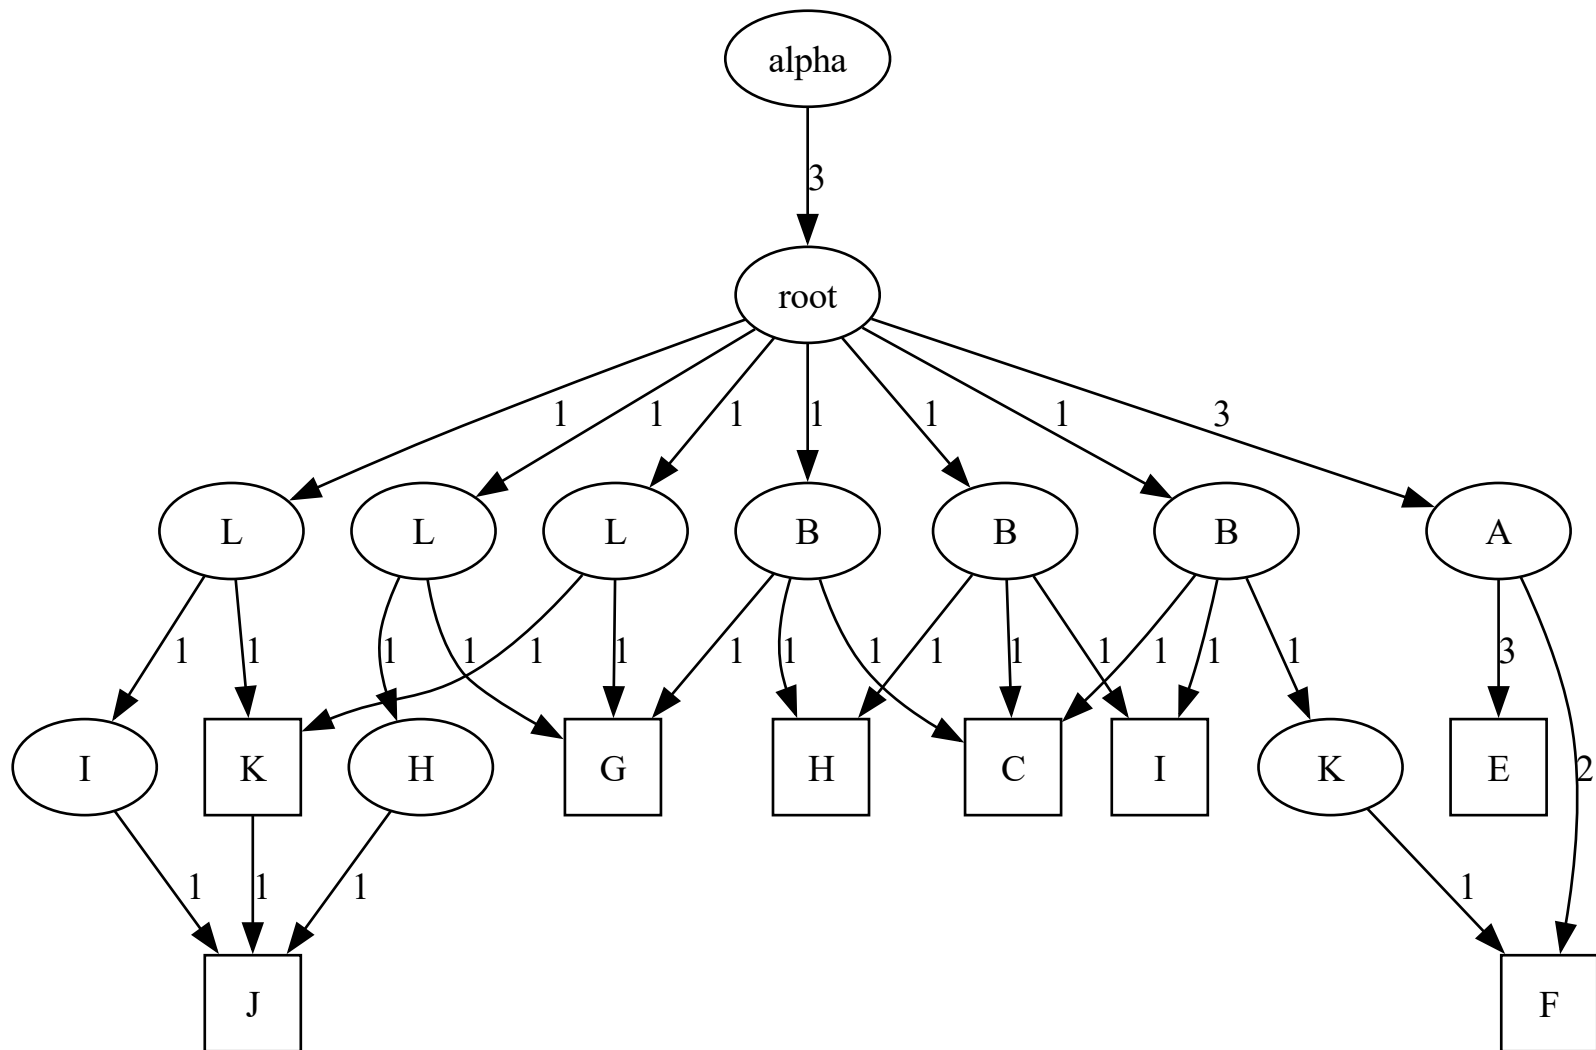 alpha
3
root
1 1 1 1 1 1 3
L L L B B B A
1 1 1 1 1 1 1 1 1 1 1 1 1 1 1 3
I K H G H C I K E 2
1 1 1 1
J F